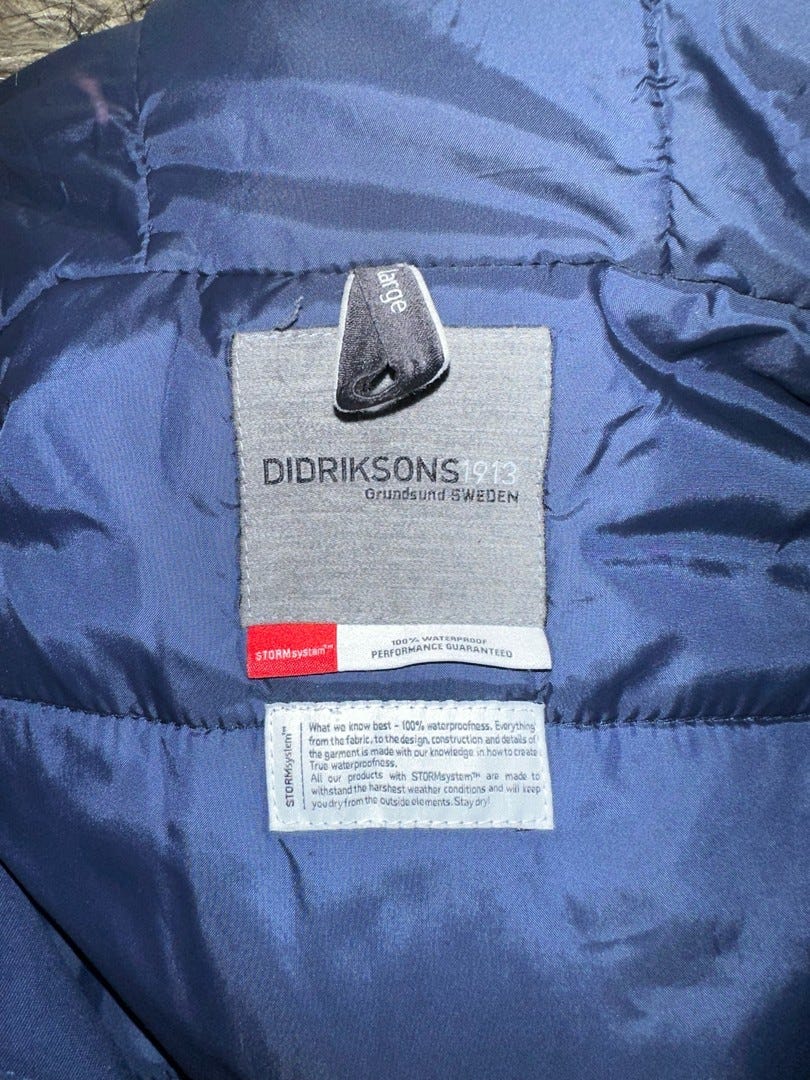 large
DIDRIKSONS1913
Grundsund SWEDEN
STORMsystem™
100% WATERPROOF
PERFORMANCE GUARANTEED
STORMsystem™
What we know best - 100% waterproofness. Everything
from the fabric, to the design, construction and details of
the garment is made with our knowledge in how to create
True waterproofness.
All our products with STORMsystem™ are made to
withstand the harshest weather conditions and will keep
you dry from the outside elements. Stay dry!